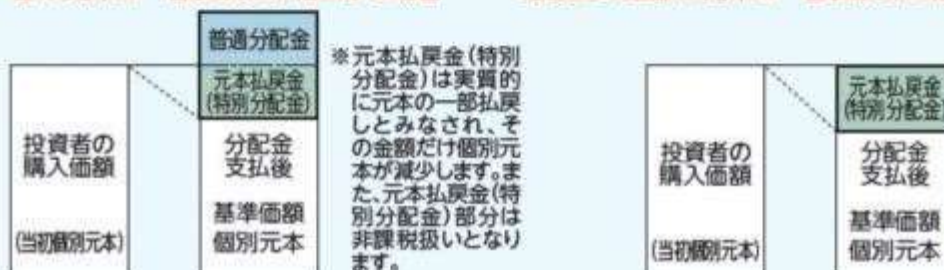 普通分配金
元本払戻金
(特別分配金)
投資者の
購入価額
(当初個別元本)
分配金
支払後
基準価額
個別元本
※元本払戻金(特別
分配金)は実質的
に元本の一部払戻
しとみなされ、そ
の金額だけ個別元
本が減少します。ま
た、元本払戻金(特
別分配金)部分は
非課税扱いとなり
ます。
元本払戻金
(特別分配金)
投資者の
購入価額
(当初個別元本)
分配金
支払後
基準価額
個別元本